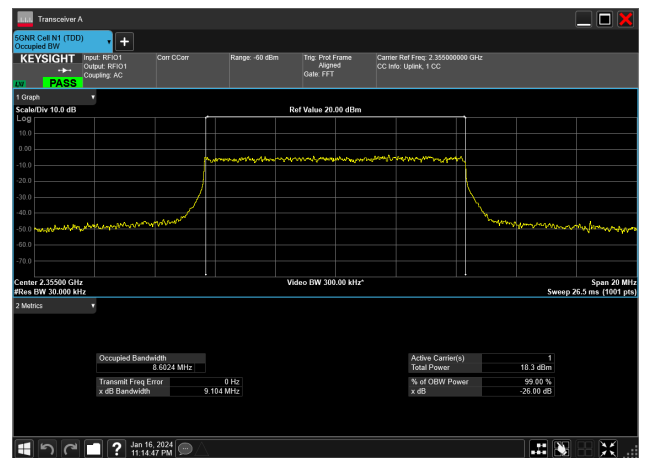 Transceiver A
5GNR Cell N1 (TDD)
Occupied BW
KEYSIGHT
Input: RFIO1
Output: RFIO1
Coupling: AC
Corr CCorr
Range: -60 dBm
Trig: Prot Frame
Aligned
Gate: FFT
Carrier Ref Freq: 2.355000000 GHz
CC Info: Uplink, 1 CC
PASS
1 Graph
Scale/Div 10.0 dB
Ref Value 20.00 dBm
Log
10.0
0.00
-10.0
-20.0
-30.0
-40.0
-50.0
-60.0
-70.0
Center 2.35500 GHz
Video BW 300.00 kHz*
Span 20 MHz
#Res BW 30.000 kHz
Sweep 26.5 ms (1001 pts)
2 Metrics
Occupied Bandwidth
8.6024 MHz
Active Carrier(s) 1
Total Power 18.3 dBm
Transmit Freq Error 0 Hz
x dB Bandwidth 9.104 MHz
% of OBW Power 99.00 %
x dB -26.00 dB
?
Jan 16, 2024
11:14:47 PM